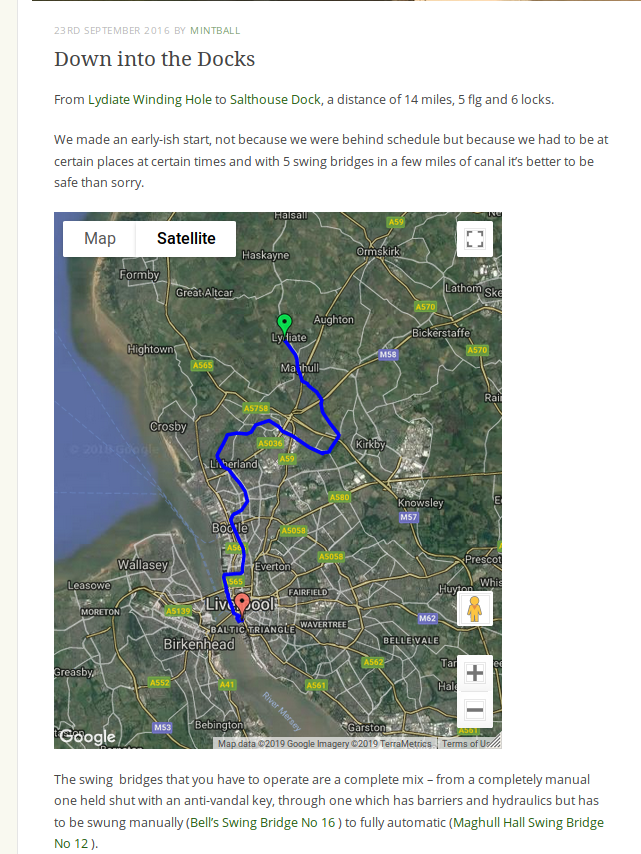 23RD SEPTEMBER 2016 BY MINTBALL
Down into the Docks
From Lydiate Winding Hole to Salthouse Dock, a distance of 14 miles, 5 flg and 6 locks.
We made an early-ish start, not because we were behind schedule but because we had to be at
certain places at certain times and with 5 swing bridges in a few miles of canal it's better to be
safe than sorry.
Map
Satellite
Halsall
A59
Haskayne
Ormskirk
Formby
Great Altcar
Lathom
A570
Lydiate
Aughton
Bickerstaffe
Hightown
M58
A570
A565
Maghull
A5758
Crosby
A5036
Kirkby
© 2019 Google
Litherland
A59
A580
Knowsley
M57
Bootle
A5058
A5058
Prescot
Wallasey
Everton
Leasowe
A565
Huyton
FAIRFIELD
MORETON
A5139
Liverpool
M62
BALTIC TRIANGLE
WAVERTREE
Birkenhead
BELLE VALE
A562
Greasby
A552
A41
A561
River Mersey
M53
Bebington
Garston
A561
Google
Map data ©2019 Google Imagery ©2019 TerraMetrics
Terms of Us
The swing bridges that you have to operate are a complete mix – from a completely manual
one held shut with an anti-vandal key, through one which has barriers and hydraulics but has
to be swung manually (Bell's Swing Bridge No 16 ) to fully automatic (Maghull Hall Swing Bridge
No 12 ).